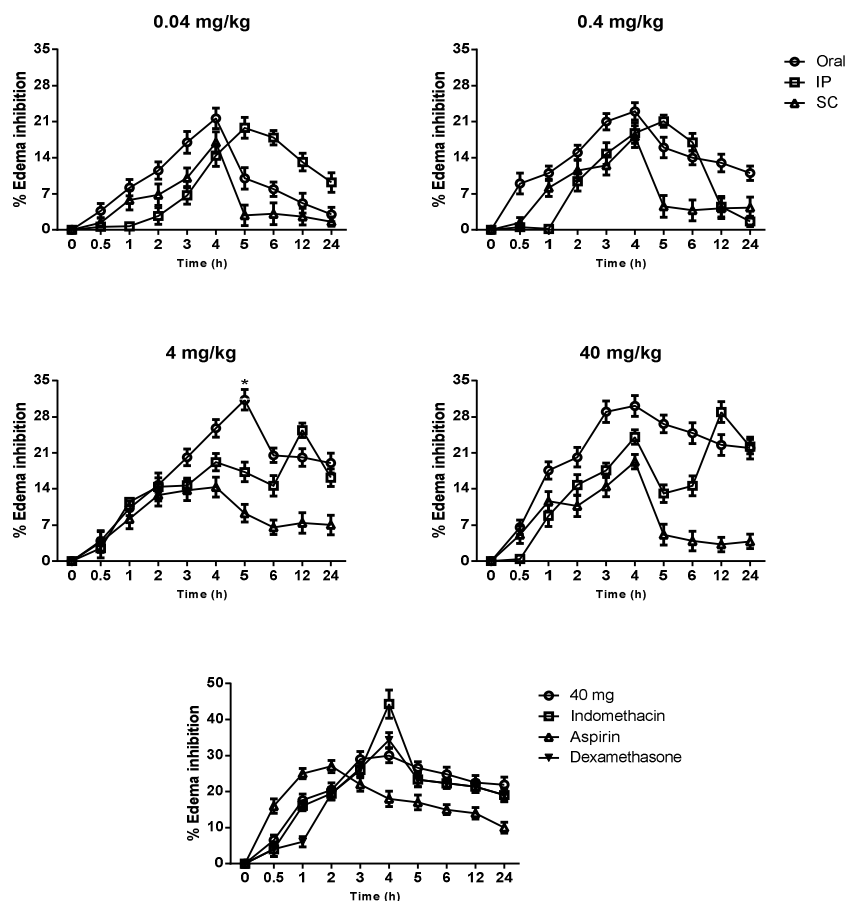 0.04 mg/kg
35
28
21
14
7
0
% Edema inhibition
0 0.5 1 2 3 4 5 6 12 24
Time (h)
0.4 mg/kg
35
28
21
14
7
0
% Edema inhibition
0 0.5 1 2 3 4 5 6 12 24
Time (h)
Oral
IP
SC
4 mg/kg
35
28
21
14
7
0
% Edema inhibition
*
0 0.5 1 2 3 4 5 6 12 24
Time (h)
40 mg/kg
35
28
21
14
7
0
% Edema inhibition
0 0.5 1 2 3 4 5 6 12 24
Time (h)
50
40
30
20
10
0
% Edema inhibition
0 0.5 1 2 3 4 5 6 12 24
Time (h)
40 mg
Indomethacin
Aspirin
Dexamethasone